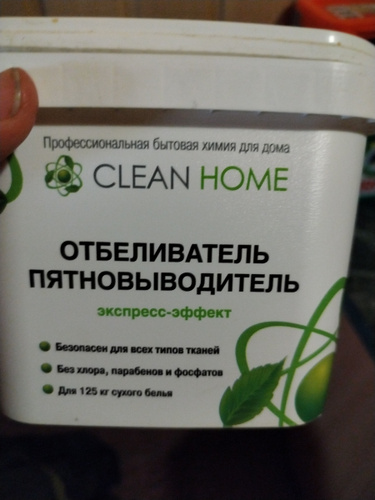 Профессиональная бытовая химия для дома
CLEAN HOME
ОТБЕЛИВАТЕЛЬ
ПЯТНОВЫВОДИТЕЛЬ
экспресс-эффект
Безопасен для всех типов тканей
Без хлора, парабенов и фосфатов
Для 125 кг сухого белья